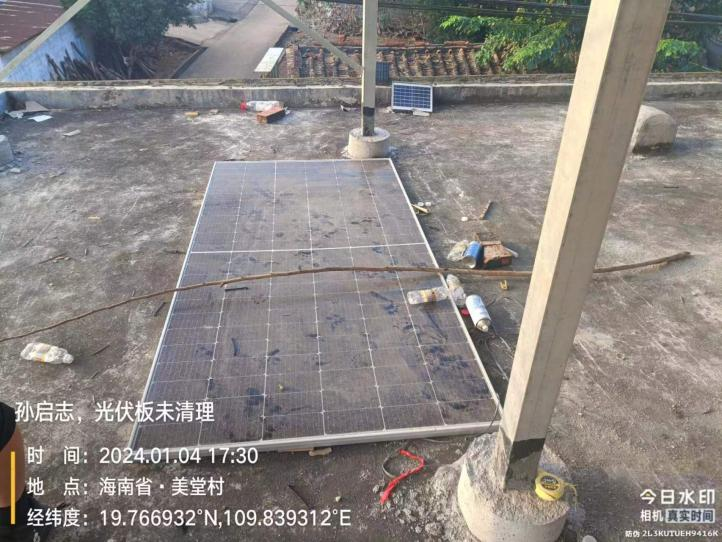 孙启志，光伏板未清理
时 间：2024.01.04 17:30
地 点：海南省·美堂村
经纬度：19.766932°N,109.839312°E
今日水印
相机 真实时间
防伪 2L3KUTUEH9416K